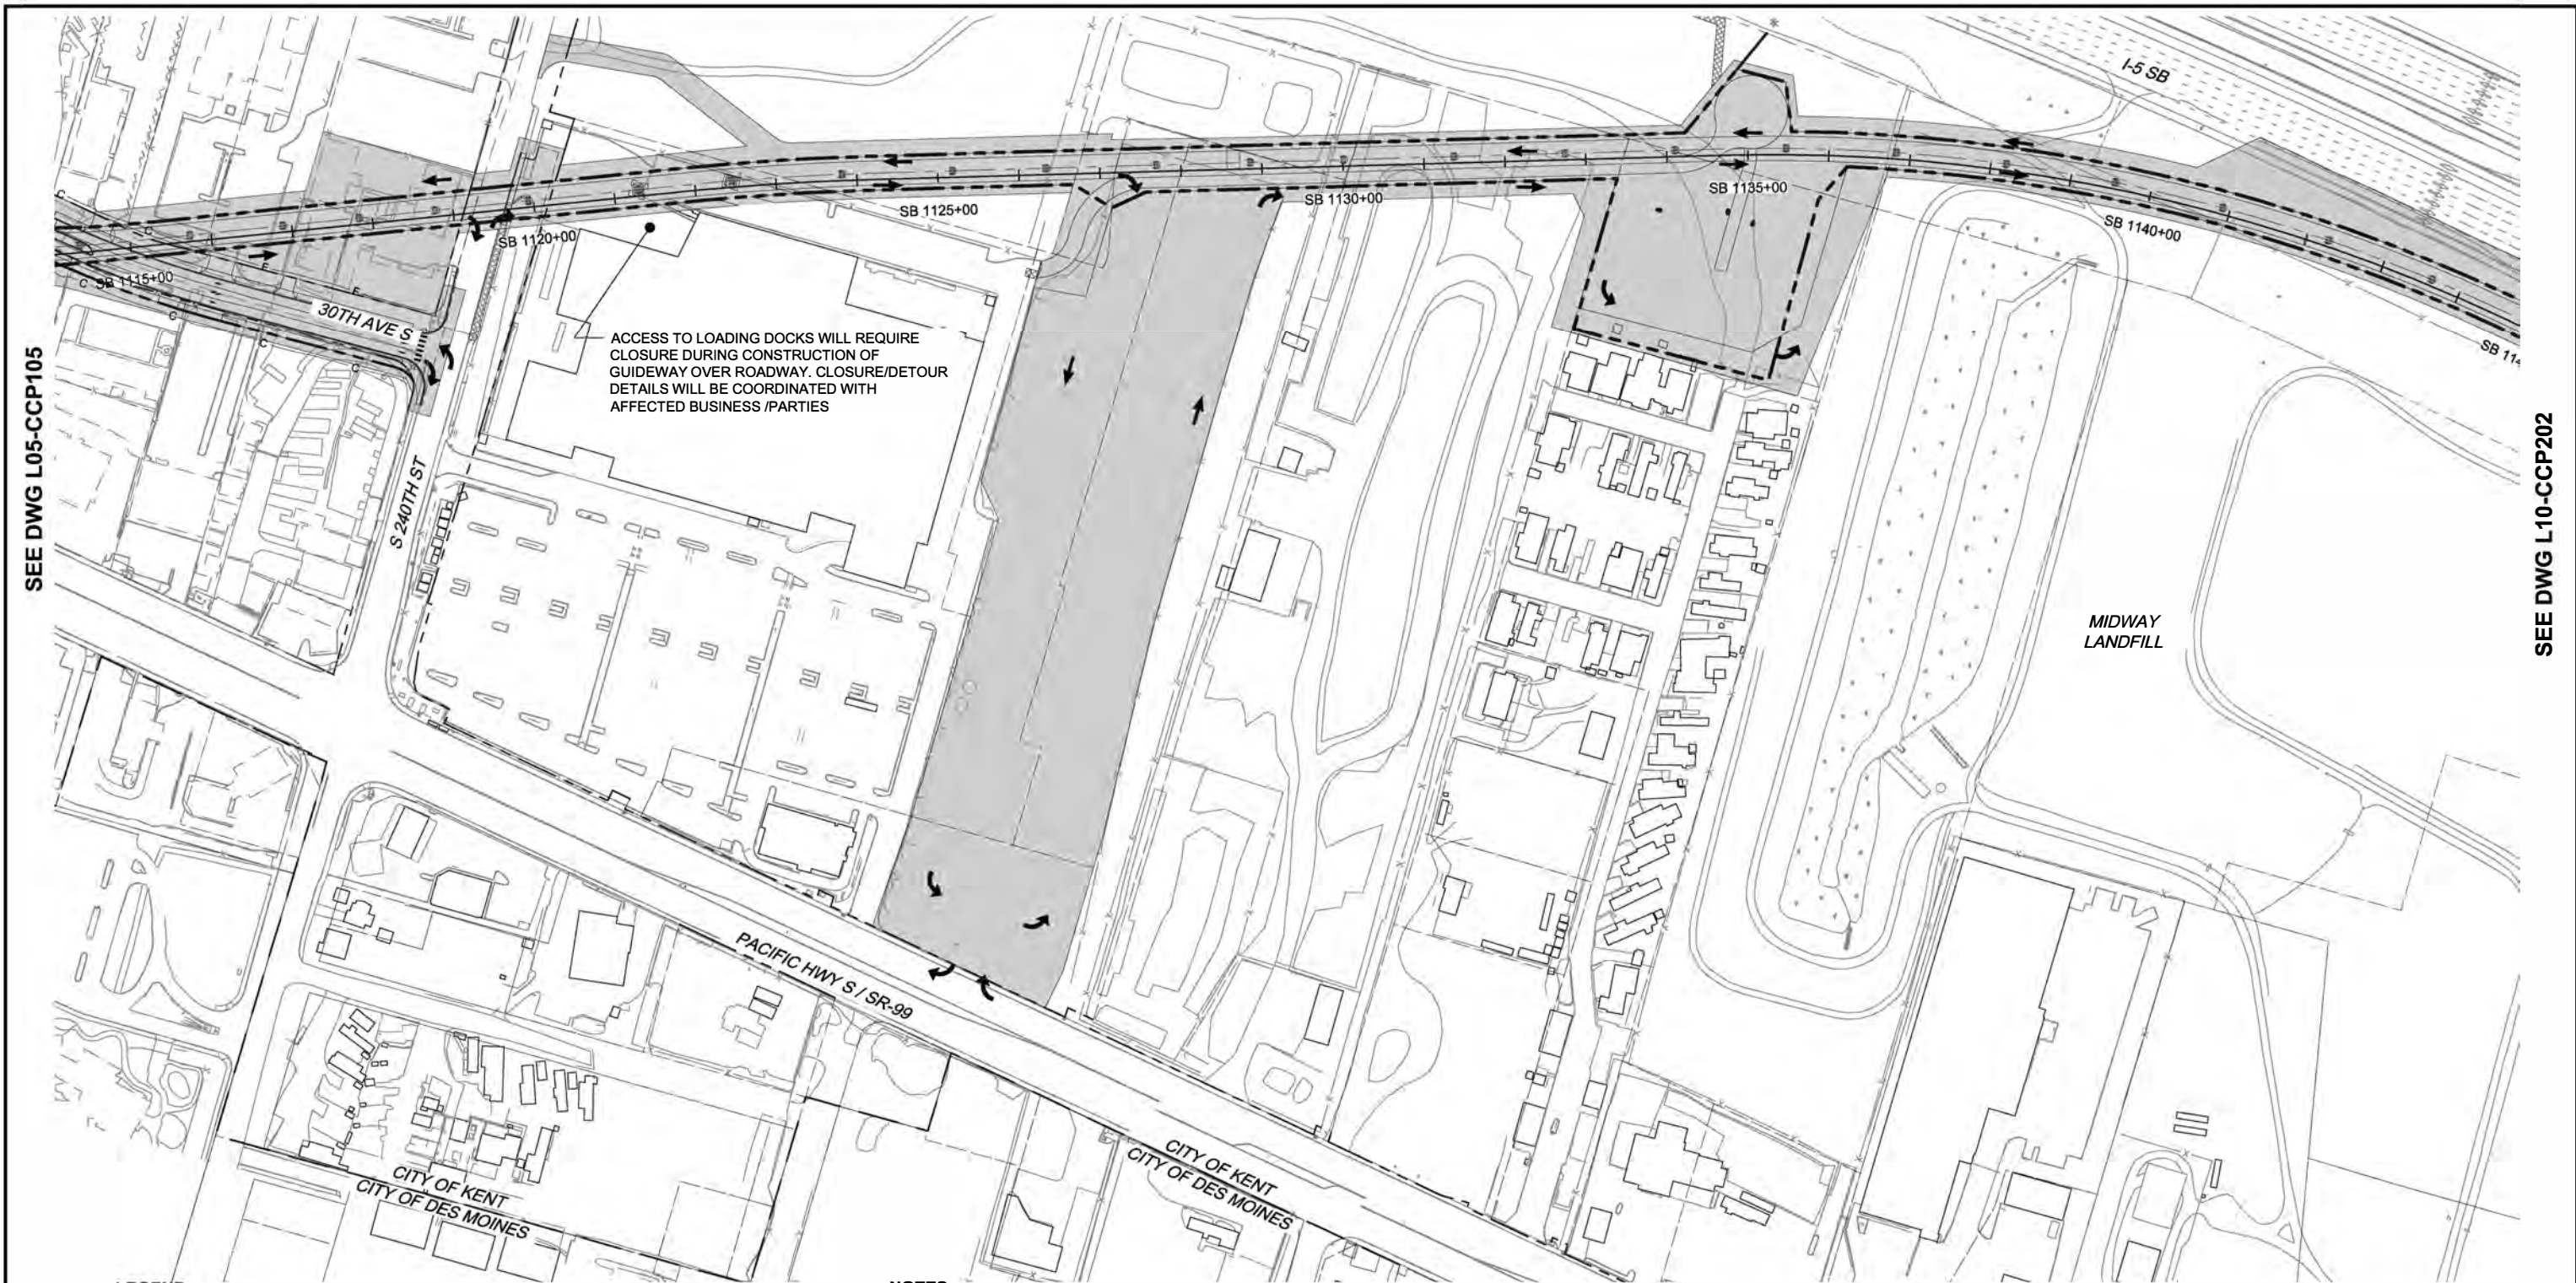 I-5 SB
SB 1135+00
SB 1130+00
SB 1125+00
SB 1140+00
SB 1120+00
SB 1115+00
C
E
F
30TH AVE S
ACCESS TO LOADING DOCKS WILL REQUIRE
CLOSURE DURING CONSTRUCTION OF
GUIDEWAY OVER ROADWAY. CLOSURE/DETOUR
DETAILS WILL BE COORDINATED WITH
AFFECTED BUSINESS /PARTIES
SEE DWG L05-CCP105
SEE DWG L10-CCP202
S 240TH ST
MIDWAY
LANDFILL
PACIFIC HWY S / SR-99
CITY OF KENT
CITY OF DES MOINES
CITY OF KENT
CITY OF DES MOINES